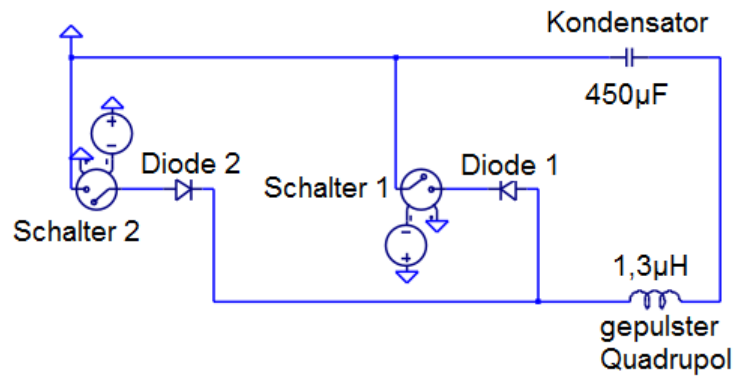 Kondensator
450µF
Diode 2
Schalter 2
Schalter 1
Diode 1
1,3µH
gepulster
Quadrupol